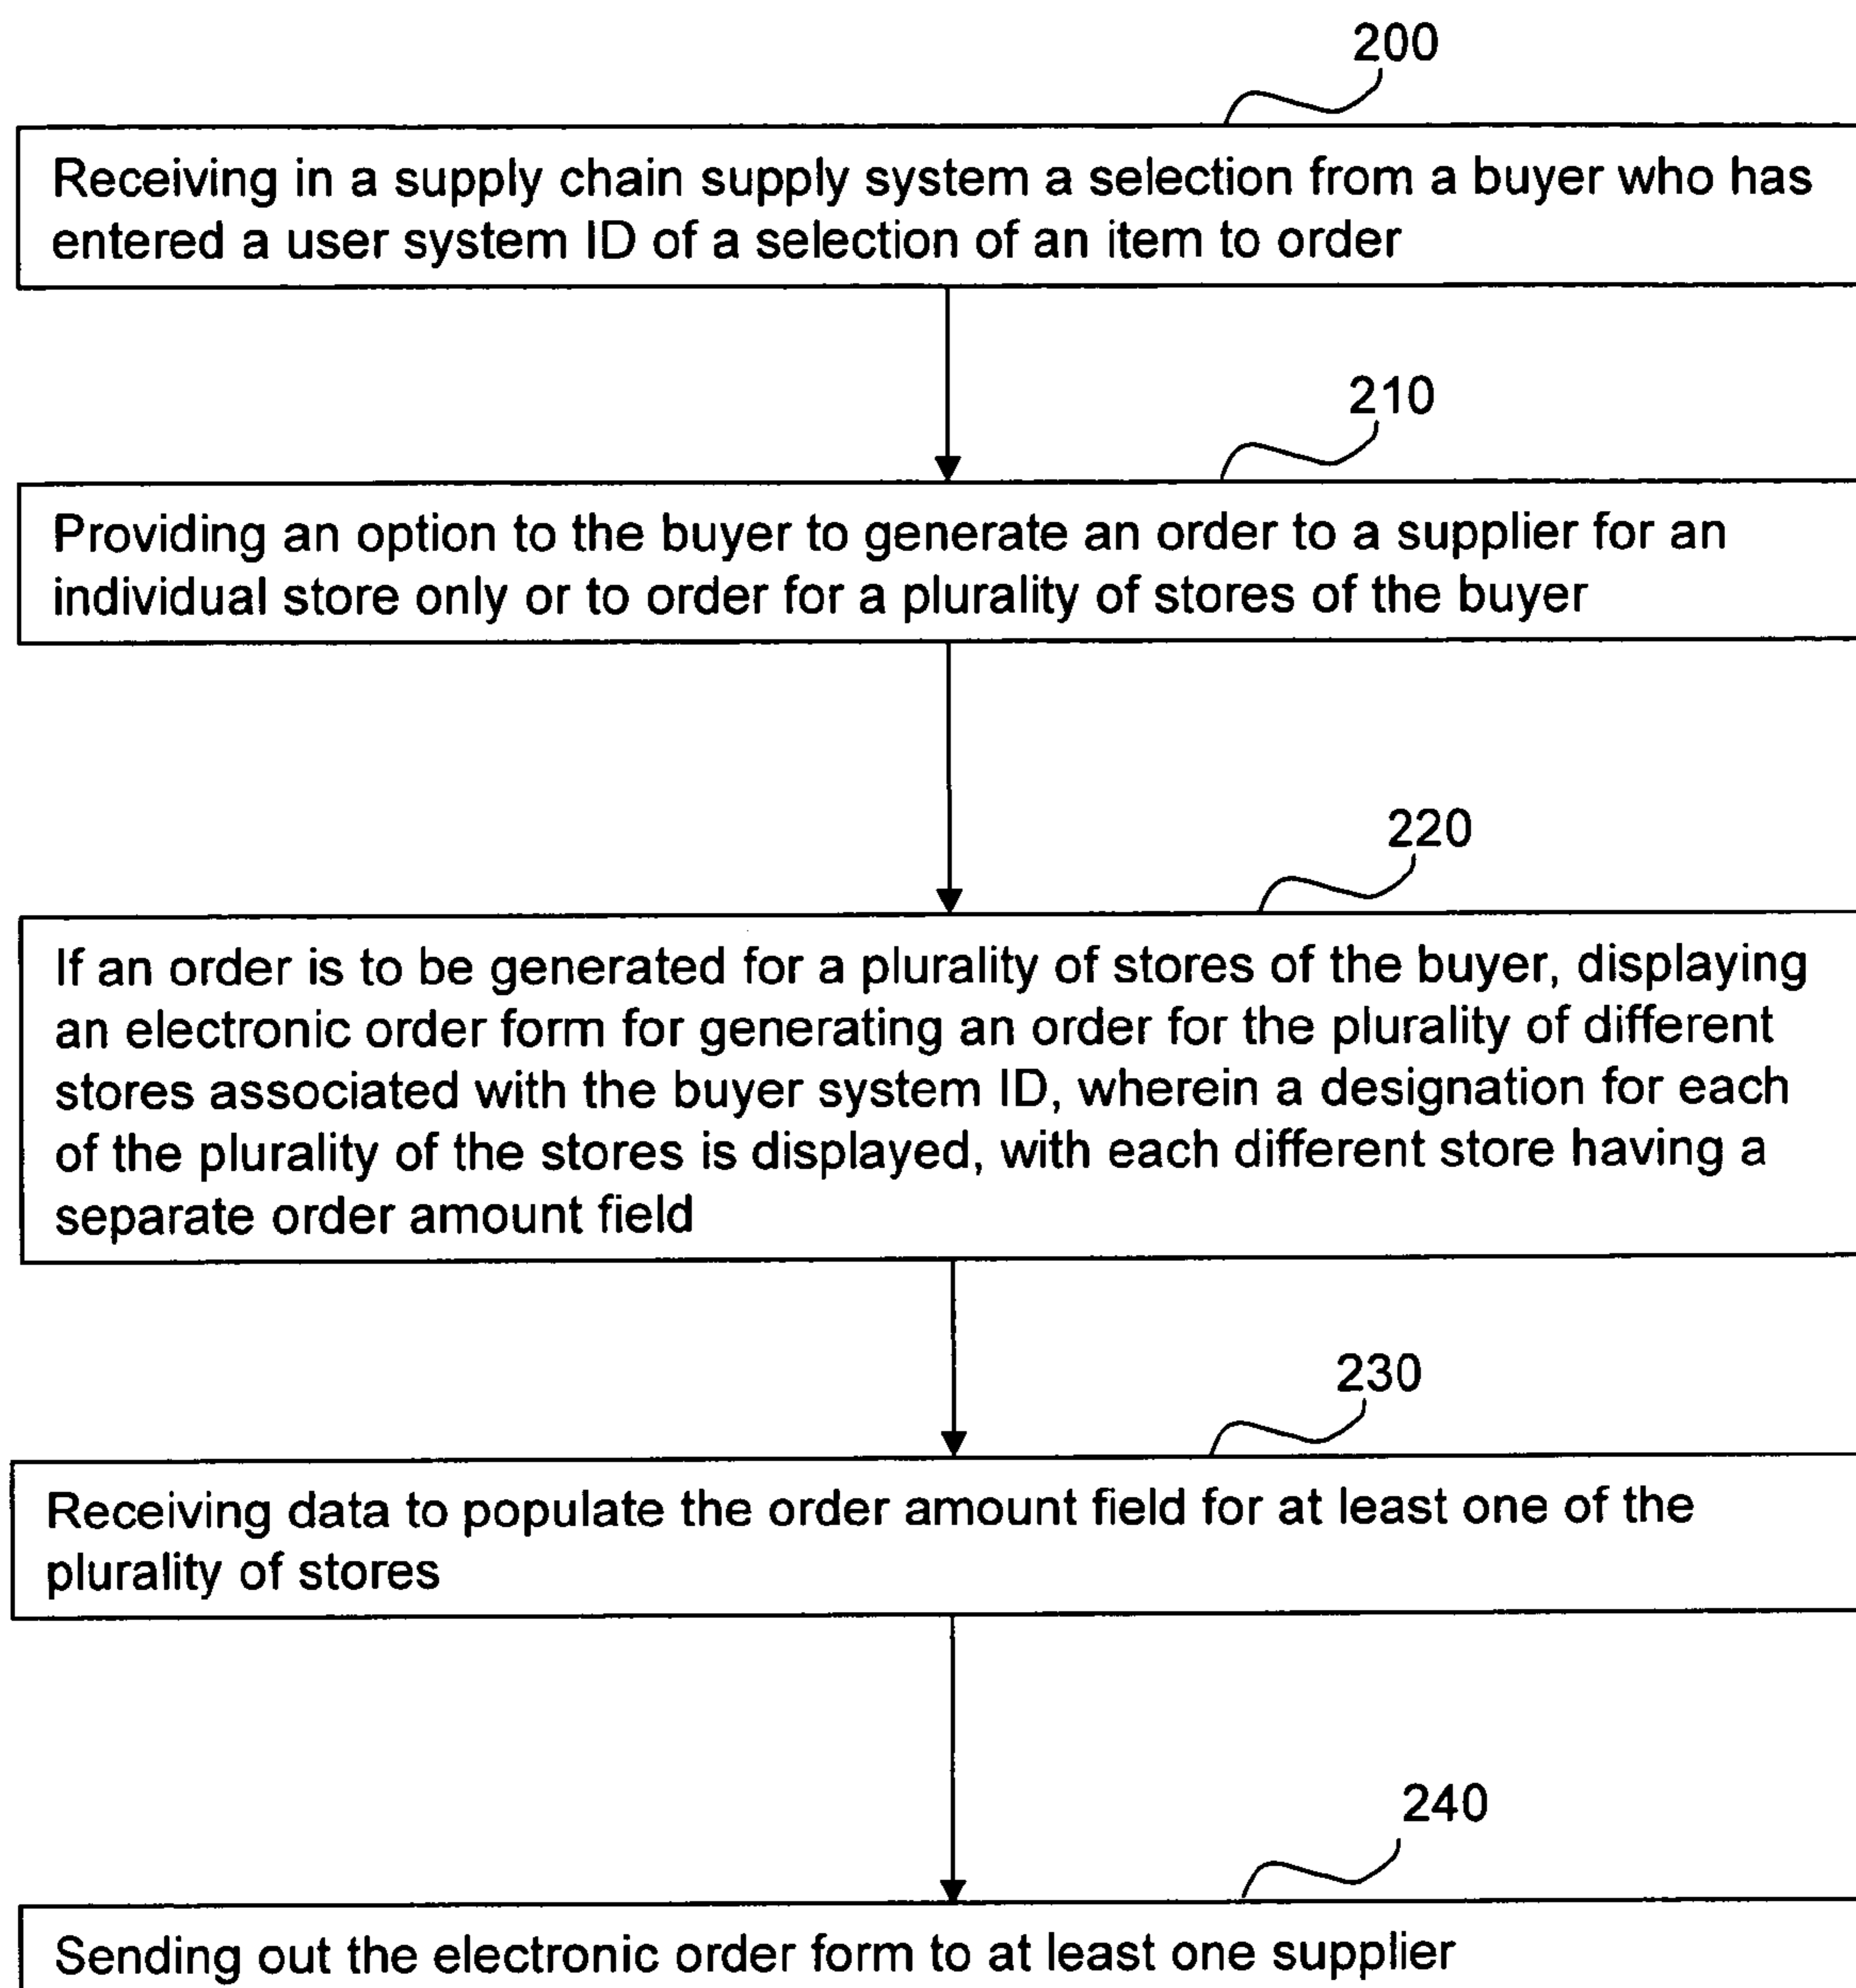 200
Receiving in a supply chain supply system a selection from a buyer who has
entered a user system ID of a selection of an item to order
210
Providing an option to the buyer to generate an order to a supplier for an
individual store only or to order for a plurality of stores of the buyer
220
If an order is to be generated for a plurality of stores of the buyer, displaying
an electronic order form for generating an order for the plurality of different
stores associated with the buyer system ID, wherein a designation for each
of the plurality of the stores is displayed, with each different store having a
separate order amount field
230
Receiving data to populate the order amount field for at least one of the
plurality of stores
240
Sending out the electronic order form to at least one supplier